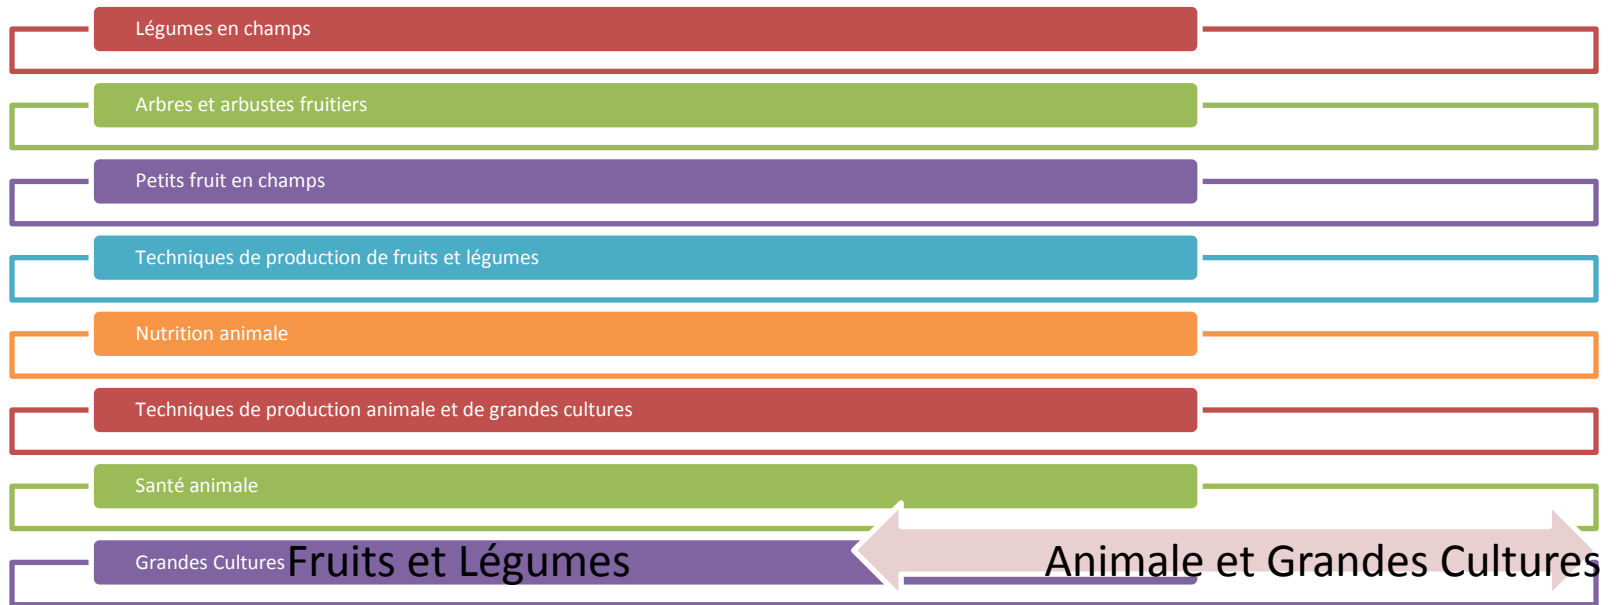 Légumes en champs
Arbres et arbustes fruitiers
Petits fruit en champs
Techniques de production de fruits et légumes
Nutrition animale
Techniques de production animale et de grandes cultures
Santé animale
Grandes Cultures
Fruits et Légumes
Animale et Grandes Cultures